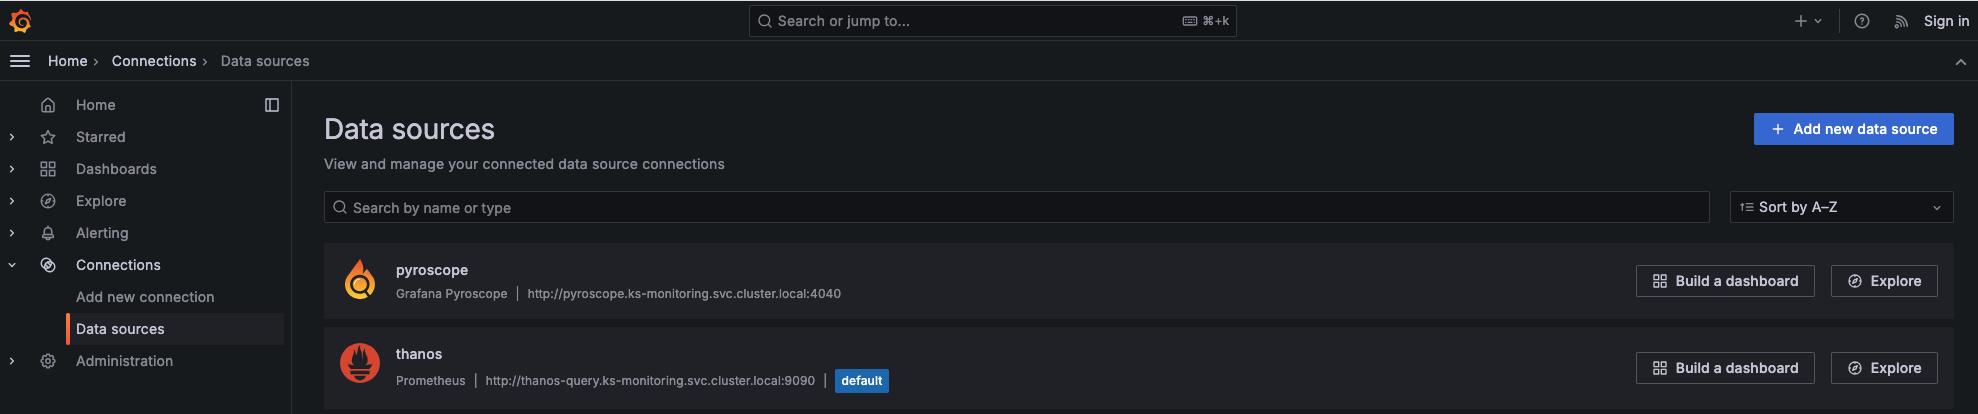 Search or jump to...
⌘+k
Sign in
Home › Connections › Data sources
Home
Starred
Dashboards
Explore
Alerting
Connections
Add new connection
Data sources
Administration
Data sources
Add new data source
View and manage your connected data source connections
Search by name or type
Sort by A–Z
pyroscope
Grafana Pyroscope | http://pyroscope.ks-monitoring.svc.cluster.local:4040
Build a dashboard
Explore
thanos
Prometheus | http://thanos-query.ks-monitoring.svc.cluster.local:9090 | default
Build a dashboard
Explore